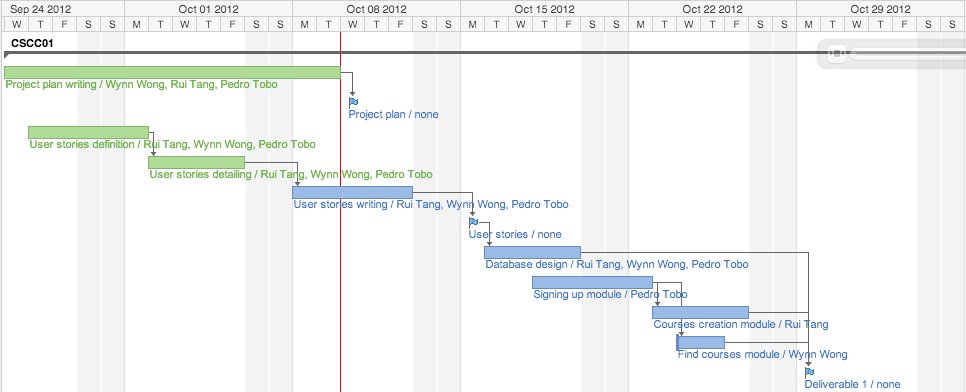 Sep 24 2012 Oct 01 2012 Oct 08 2012 Oct 15 2012 Oct 22 2012 Oct 29 2012
W T F S S M T W T F S S M T W T F S S M T W T F S S M T W T F S S M T W T F S S
CSCC01
Project plan writing / Wynn Wong, Rui Tang, Pedro Tobo
Project plan / none
User stories definition / Rui Tang, Wynn Wong, Pedro Tobo
User stories detailing / Rui Tang, Wynn Wong, Pedro Tobo
User stories writing / Rui Tang, Wynn Wong, Pedro Tobo
User stories / none
Database design / Rui Tang, Wynn Wong, Pedro Tobo
Signing up module / Pedro Tobo
Courses creation module / Rui Tang
Find courses module / Wynn Wong
Deliverable 1 / none